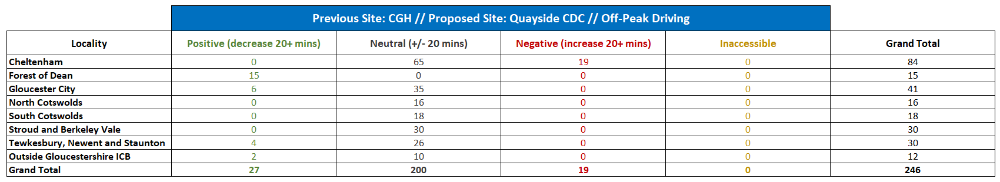 Previous Site: CGH // Proposed Site: Quayside CDC // Off-Peak Driving
Locality Positive (decrease 20+ mins) Neutral (+/- 20 mins) Negative (increase 20+ mins) Inaccessible Grand Total
Cheltenham 0 65 19 0 84
Forest of Dean 15 0 0 0 15
Gloucester City 6 35 0 0 41
North Cotswolds 0 16 0 0 16
South Cotswolds 0 18 0 0 18
Stroud and Berkeley Vale 0 30 0 0 30
Tewkesbury, Newent and Staunton 4 26 0 0 30
Outside Gloucestershire ICB 2 10 0 0 12
Grand Total 27 200 19 0 246